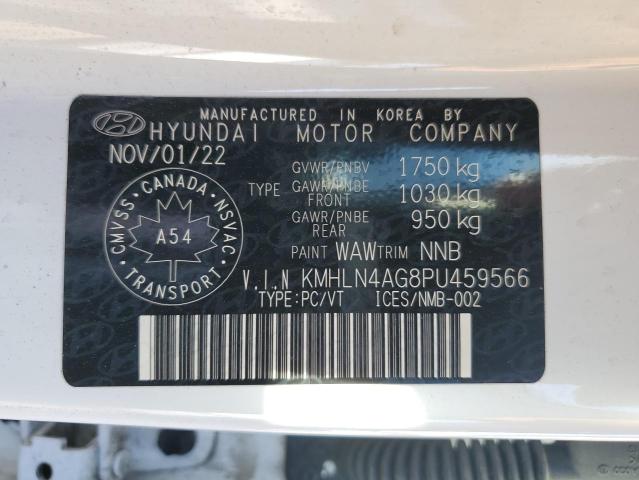 MANUFACTURED IN KOREA BY
HYUNDAI MOTOR COMPANY
NOV/01/22
GVWR/PNBV 1750 kg
TYPE GAWR/PNBE FRONT 1030 kg
GAWR/PNBE REAR 950 kg
PAINT WAW TRIM NNB
CMVSS · CANADA · NSVAC
A54
TRANSPORT
V.I.N KMHLN4AG8PU459566
TYPE:PC/VT ICES/NMB-002